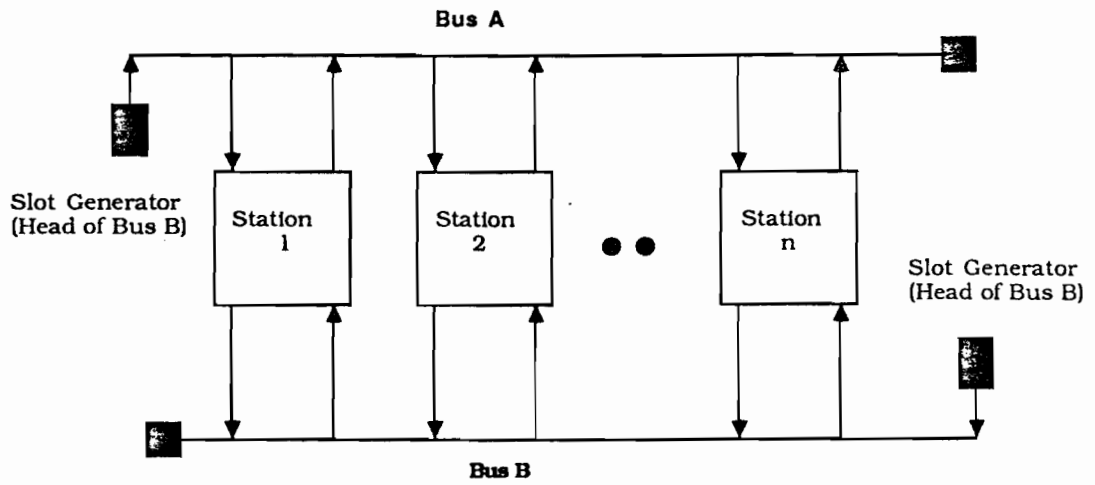 Bus A
Slot Generator
(Head of Bus B)
Station
1
Station
2
Station
n
Slot Generator
(Head of Bus B)
Bus B